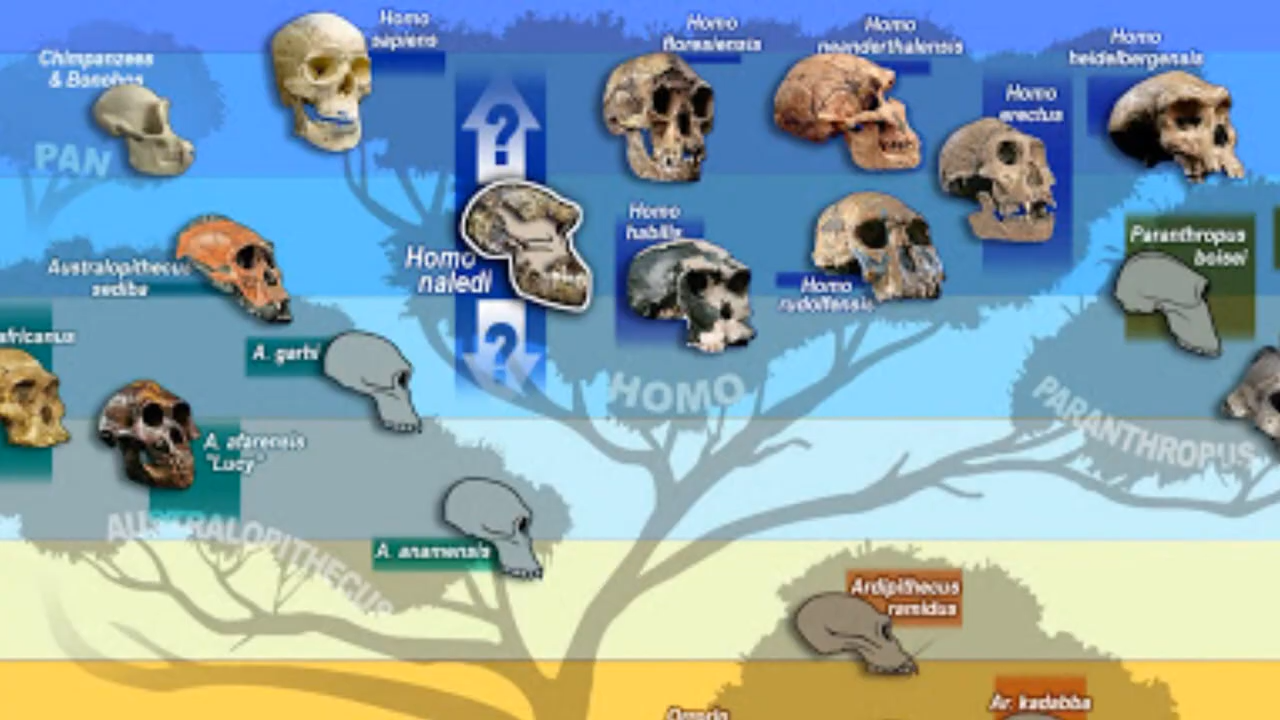 Homo
sapiens
Homo
floresiensis
Homo
neanderthalensis
Homo
heidelbergensis
Chimpanzees
& Bonobos
Homo
erectus
?
PAN
Homo
habilis
Paranthropus
boisei
Homo
naledi
Australopithecus
sediba
Homo
rudolfensis
africanus
?
A. garhi
HOMO
PARANTHROPUS
A. afarensis
"Lucy"
AUSTRALOPITHECUS
A. anamensis
Ardipithecus
ramidus
Ar. kadabba
Orrorin